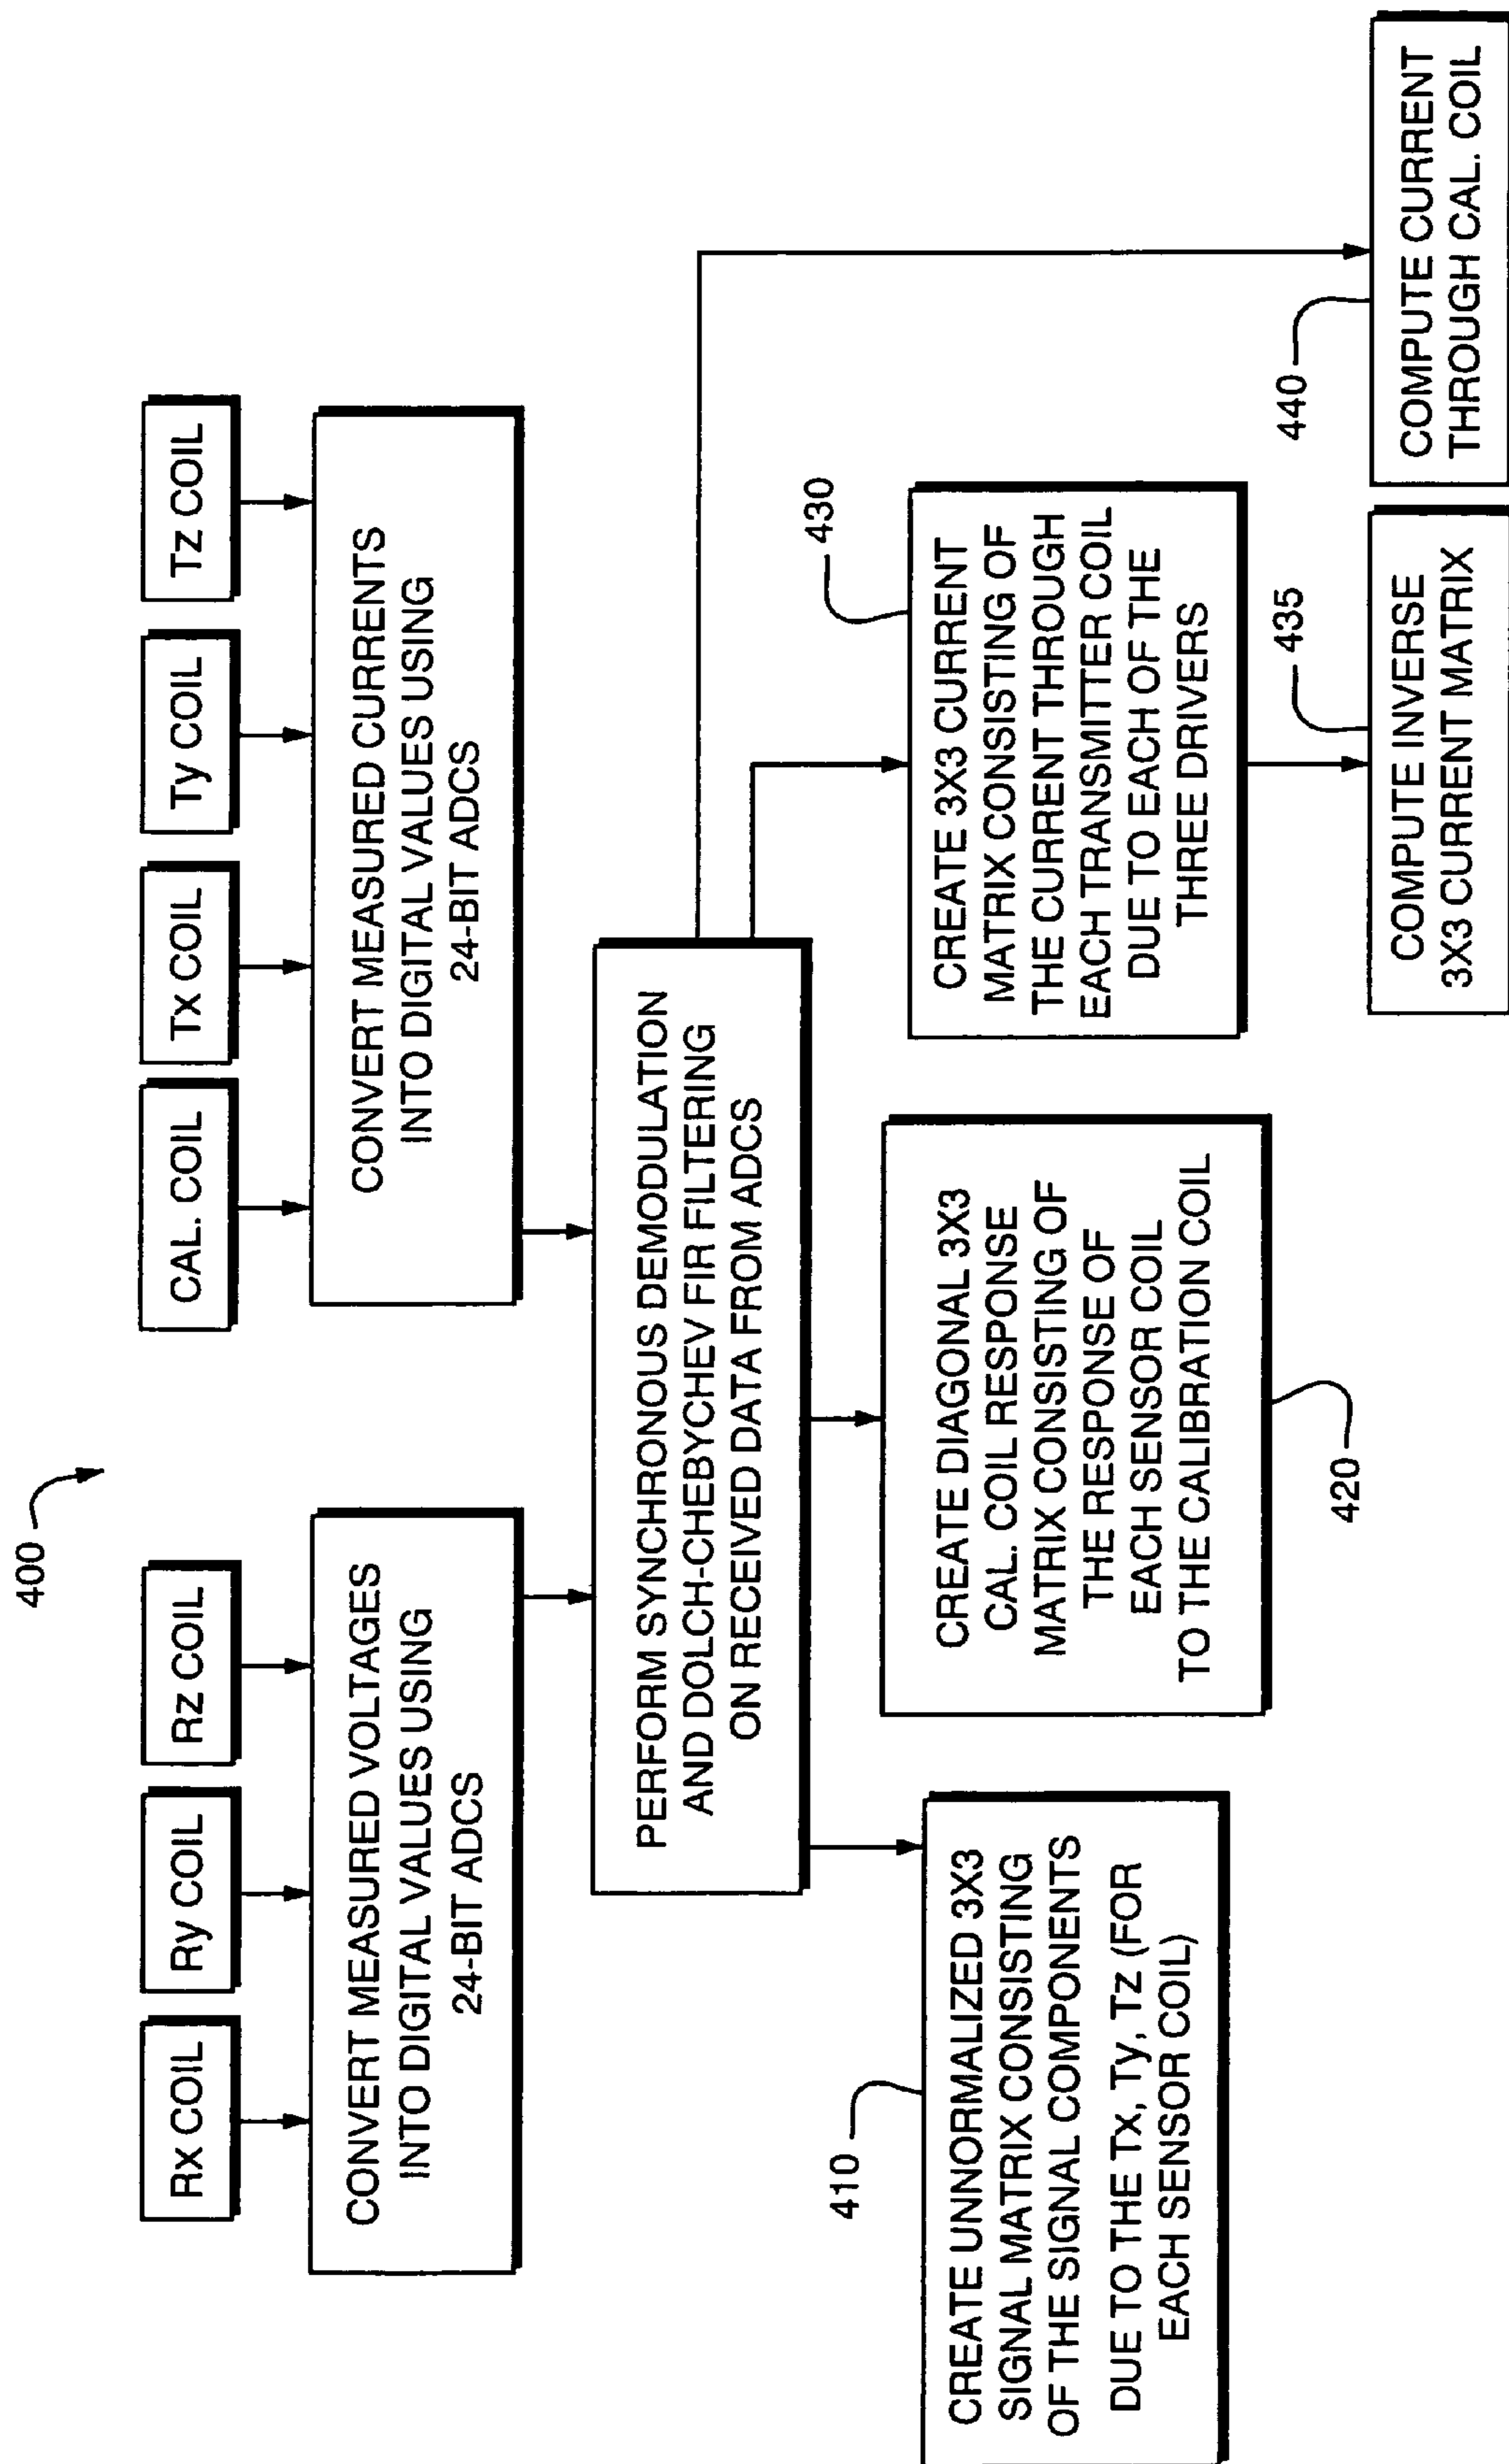 400
Rx COIL
Ry COIL
Rz COIL
CAL. COIL
Tx COIL
Ty COIL
Tz COIL
CONVERT MEASURED VOLTAGES
INTO DIGITAL VALUES USING
24-BIT ADCS
CONVERT MEASURED CURRENTS
INTO DIGITAL VALUES USING
24-BIT ADCS
PERFORM SYNCHRONOUS DEMODULATION
AND DOLCH-CHEBYCHEV FIR FILTERING
ON RECEIVED DATA FROM ADCS
410
CREATE UNNORMALIZED 3X3
SIGNAL MATRIX CONSISTING
OF THE SIGNAL COMPONENTS
DUE TO THE Tx, Ty, Tz (FOR
EACH SENSOR COIL)
CREATE DIAGONAL 3X3
CAL. COIL RESPONSE
MATRIX CONSISTING OF
THE RESPONSE OF
EACH SENSOR COIL
TO THE CALIBRATION COIL
420
430
CREATE 3X3 CURRENT
MATRIX CONSISTING OF
THE CURRENT THROUGH
EACH TRANSMITTER COIL
DUE TO EACH OF THE
THREE DRIVERS
435
COMPUTE INVERSE
3X3 CURRENT MATRIX
440
COMPUTE CURRENT
THROUGH CAL. COIL